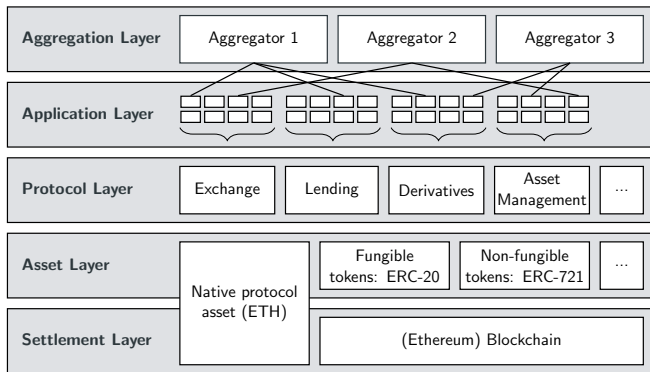 Aggregation Layer
Aggregator 1
Aggregator 2
Aggregator 3
Application Layer
Protocol Layer
Exchange
Lending
Derivatives
Asset
Management
...
Asset Layer
Native protocol
asset (ETH)
Fungible
tokens: ERC-20
Non-fungible
tokens: ERC-721
...
Settlement Layer
(Ethereum) Blockchain